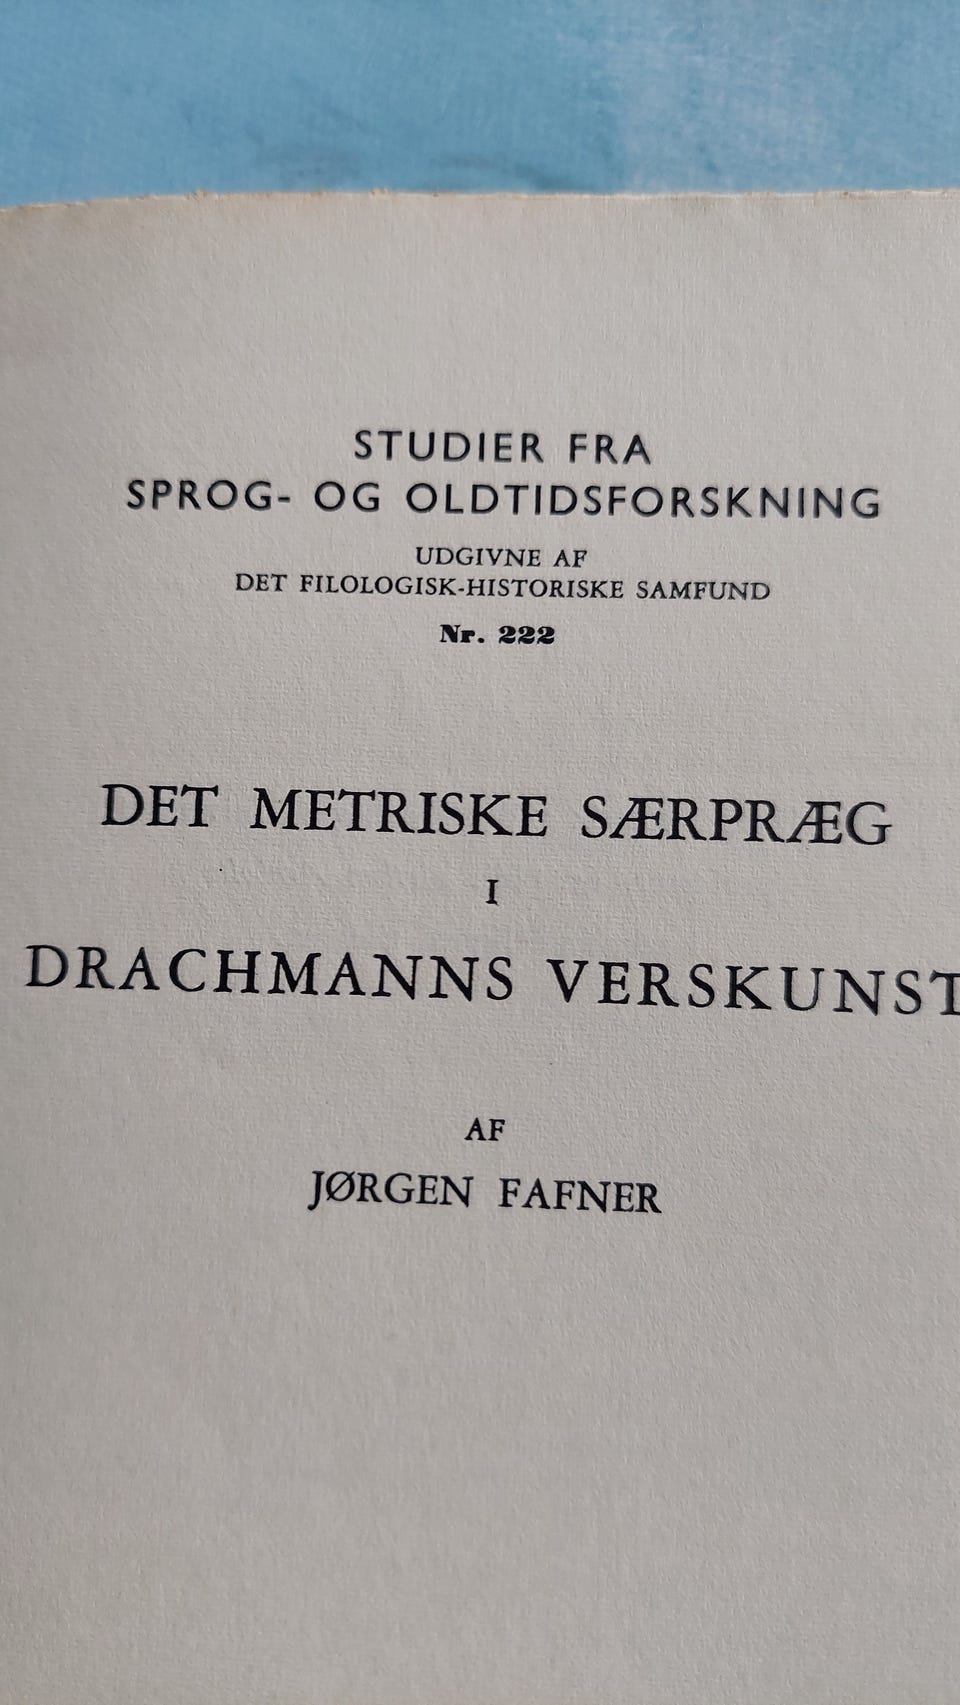 STUDIER FRA
SPROG- OG OLDTIDSFORSKNING
UDGIVNE AF
DET FILOLOGISK-HISTORISKE SAMFUND
Nr. 222
DET METRISKE SÆRPRÆG
I
DRACHMANNS VERSKUNST
AF
JØRGEN FAFNER